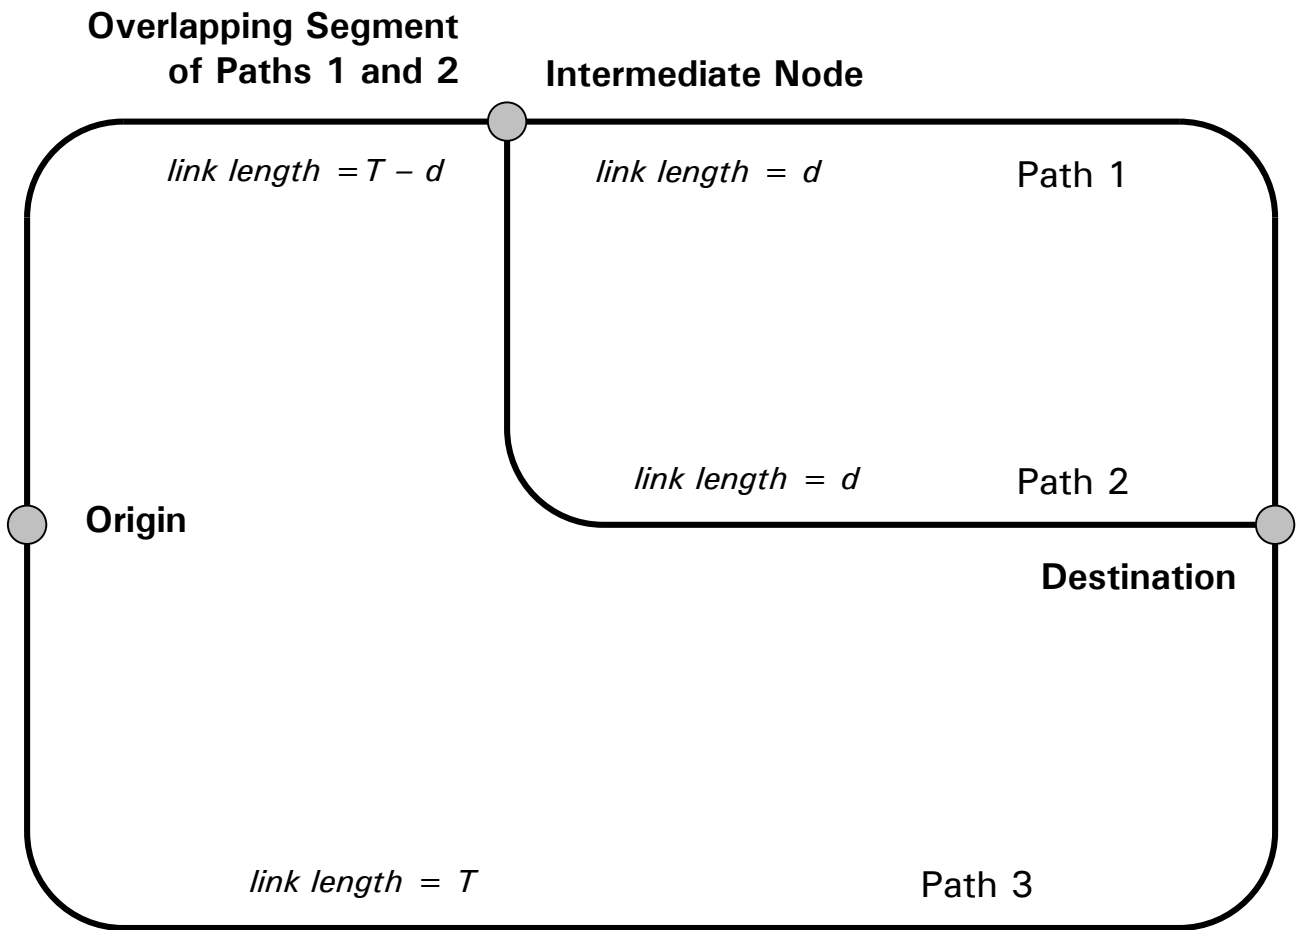 Overlapping Segment
of Paths 1 and 2
Intermediate Node
link length = T – d
link length = d
Path 1
link length = d
Path 2
Origin
Destination
link length = T
Path 3